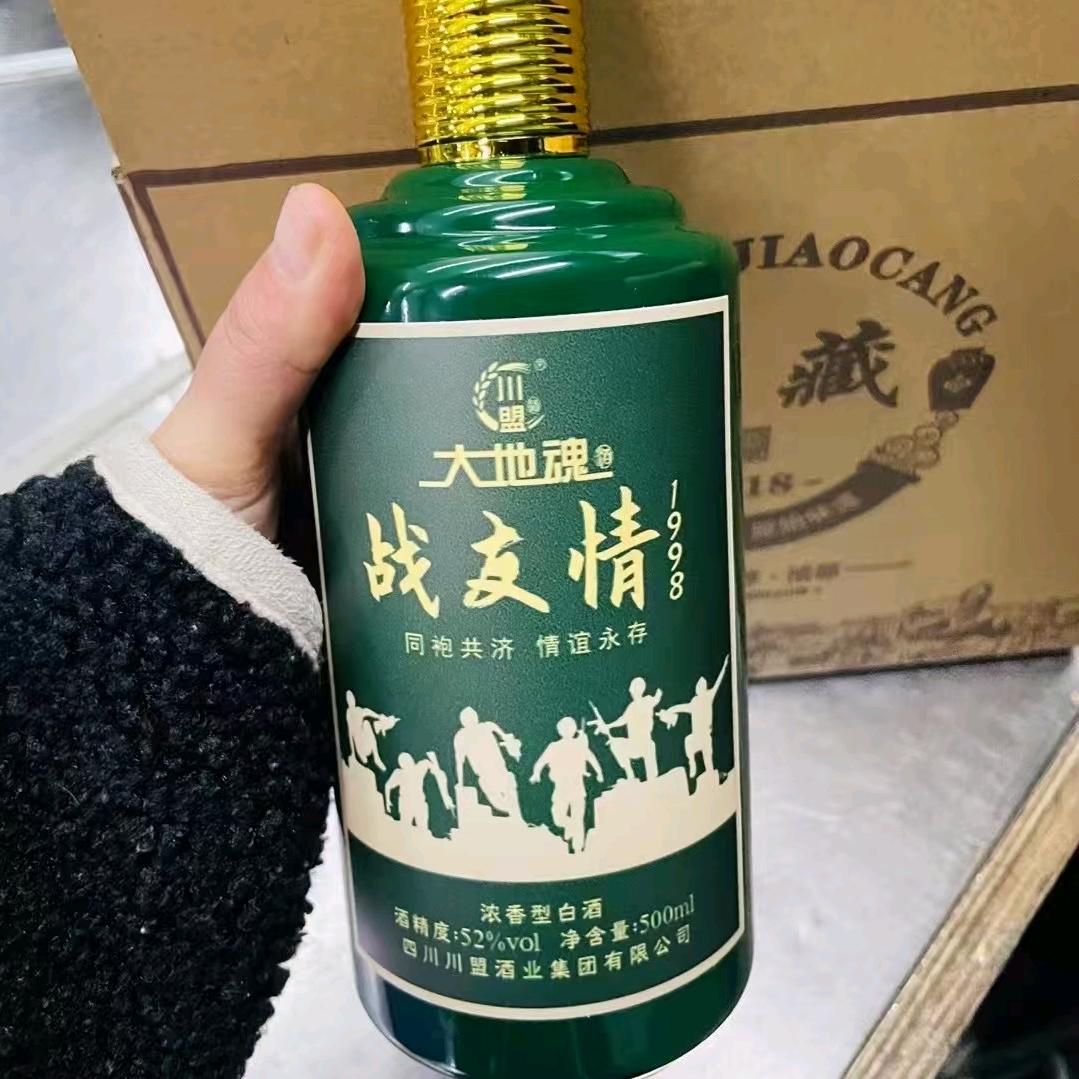 川
盟
大地魂酒
战友情
1998
同袍共济 情谊永存
浓香型白酒
酒精度:52%vol 净含量:500ml
四川川盟酒业集团有限公司
JIAOCANG
藏